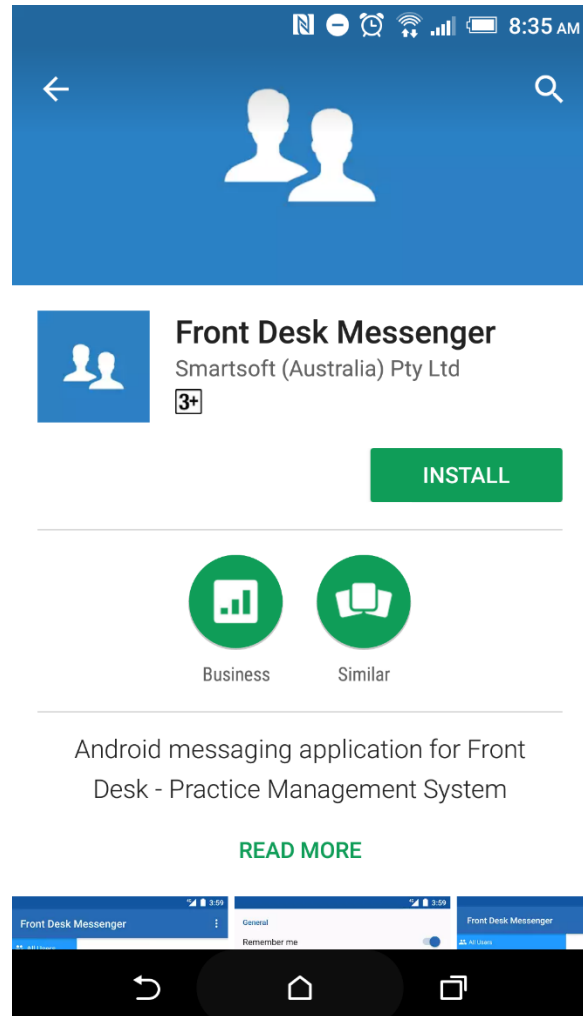 8:35 AM
Front Desk Messenger
Smartsoft (Australia) Pty Ltd
3+
INSTALL
Business
Similar
Android messaging application for Front
Desk - Practice Management System
READ MORE
3:59
Front Desk Messenger
All Users
3:59
General
Remember me
Front Desk Messenger
All Users